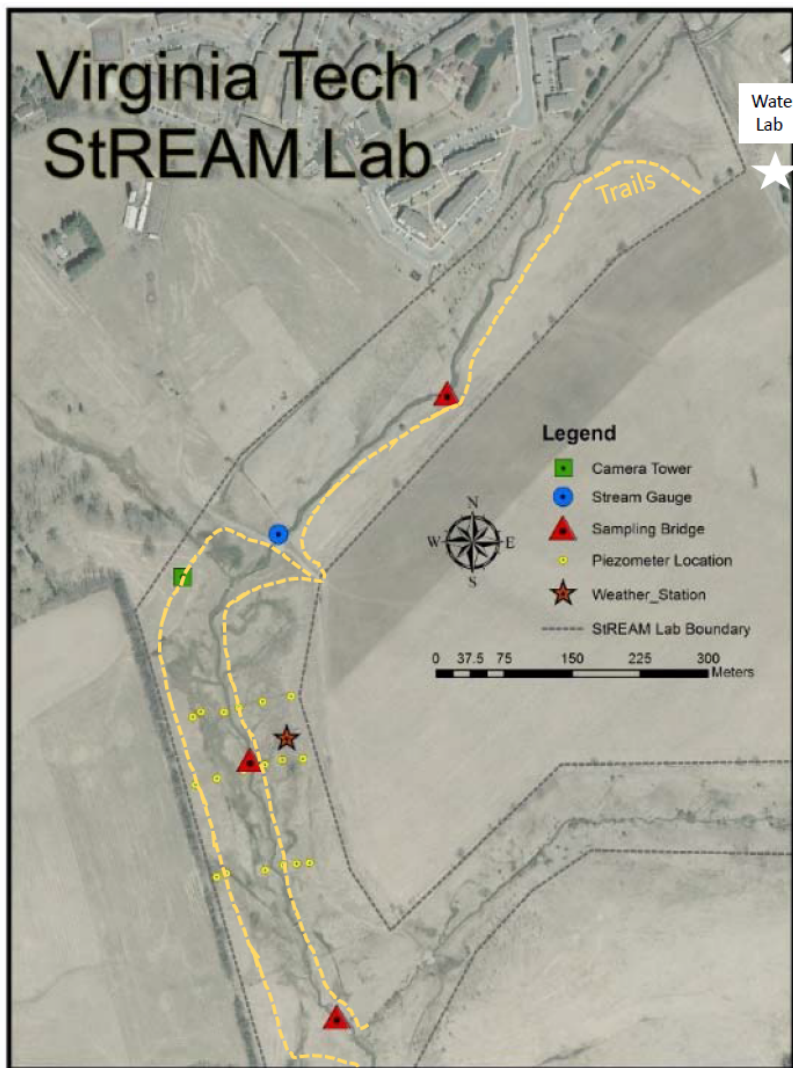 Virginia Tech
StREAM Lab
Wate
Lab
Trails
Legend
Camera Tower
Stream Gauge
Sampling Bridge
Piezometer Location
Weather_Station
StREAM Lab Boundary
N
W E
S
0 37.5 75 150 225 300
Meters